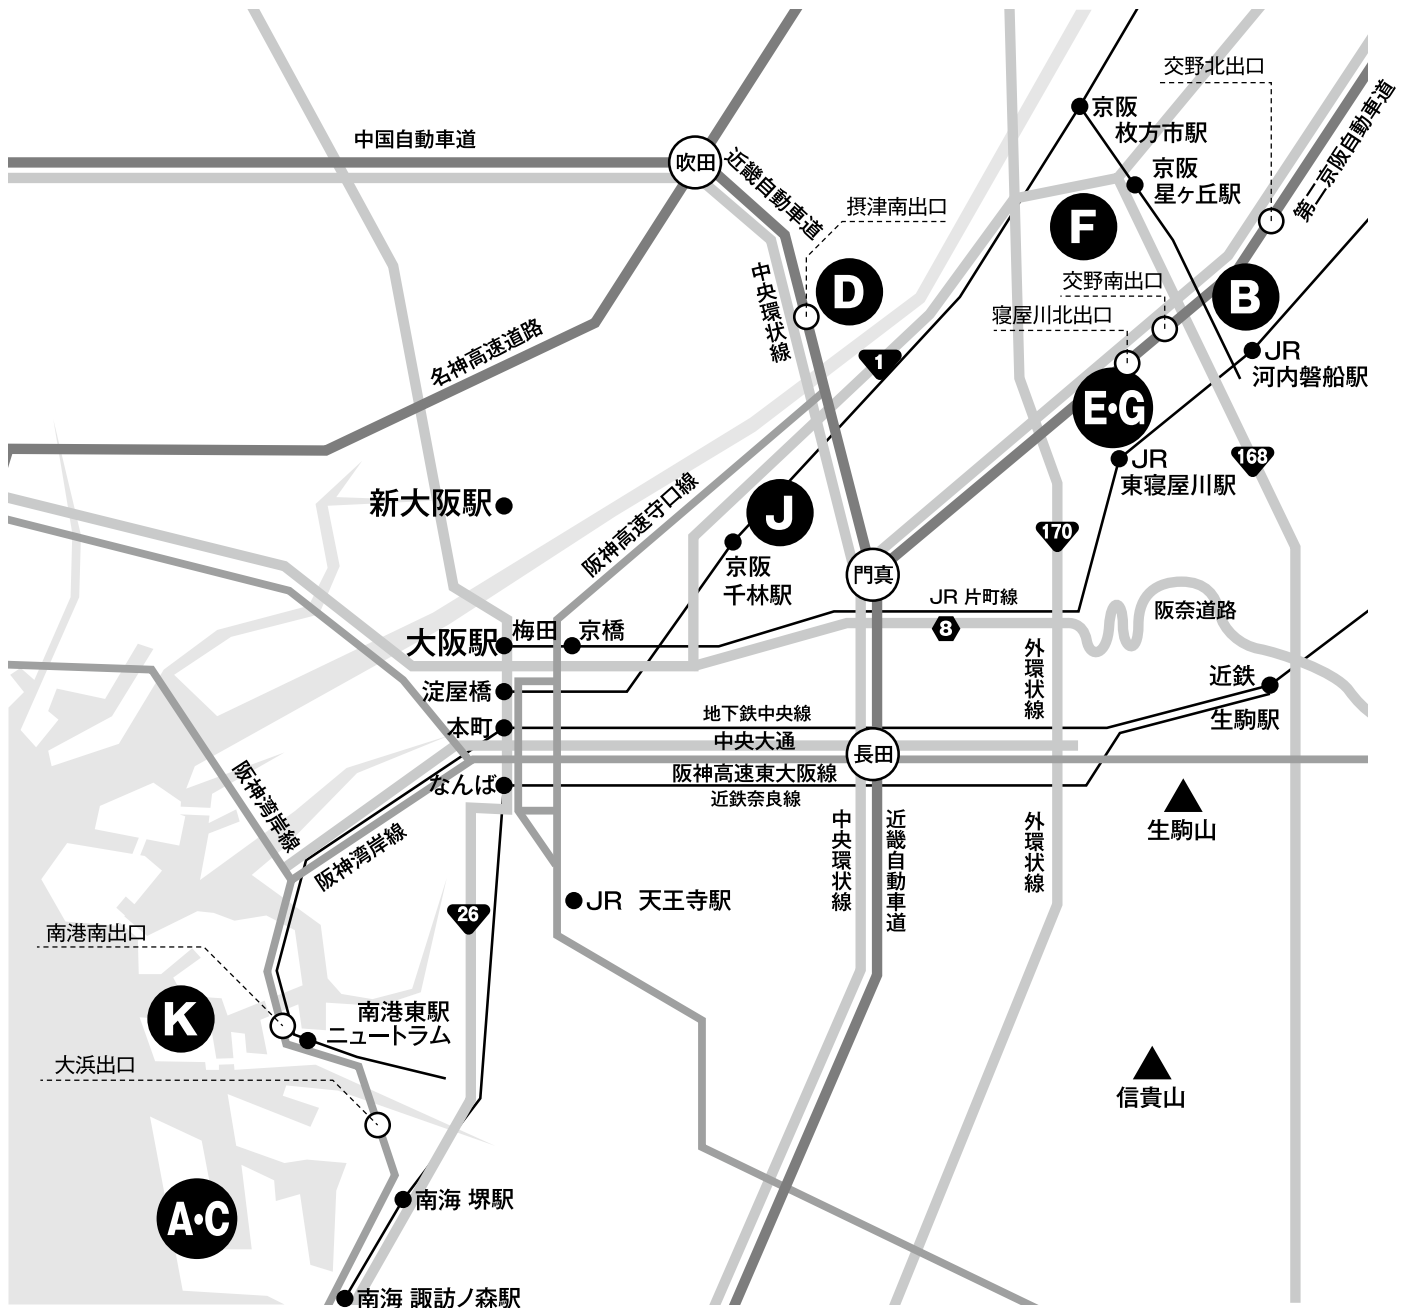 交野北出口
京阪
枚方市駅
第二京阪自動車道
中国自動車道
吹田
近畿自動車道
京阪
星ヶ丘駅
摂津南出口
F
中央環状線
D
交野南出口
B
寝屋川北出口
名神高速道路
1
JR
河内磐船駅
E•G
168
JR
東寝屋川駅
新大阪駅
阪神高速守口線
J
170
京阪
千林駅
門真
JR 片町線
8
阪奈道路
大阪駅
梅田
京橋
外環状線
淀屋橋
近鉄
生駒駅
本町
地下鉄中央線
中央大通
長田
なんば
阪神高速東大阪線
近鉄奈良線
阪神湾岸線
阪神湾岸線
中央環状線
近畿自動車道
外環状線
生駒山
26
JR 天王寺駅
南港南出口
K
南港東駅
ニュートラム
大浜出口
信貴山
A•C
南海 堺駅
南海 諏訪ノ森駅